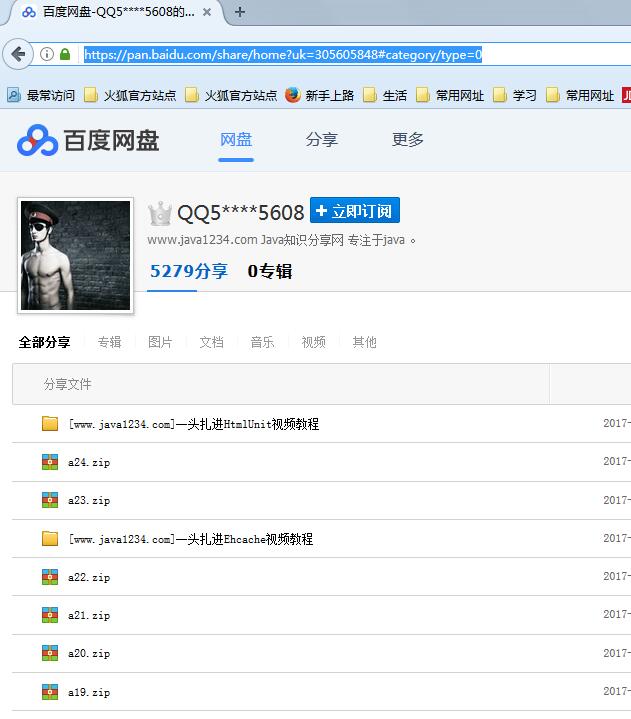 百度网盘-QQ5****5608的...
https://pan.baidu.com/share/home?uk=305605848#category/type=0
最常访问 火狐官方站点 火狐官方站点 新手上路 生活 常用网址 学习 常用网址
百度网盘 网盘 分享 更多
QQ5****5608 +立即订阅
www.java1234.com Java知识分享网 专注于java 。
5279分享 0专辑
全部分享 专辑 图片 文档 音乐 视频 其他
分享文件
[www.java1234.com]一头扎进HtmlUnit视频教程 2017-
a24.zip 2017-
a23.zip 2017-
[www.java1234.com]一头扎进Ehcache视频教程 2017-
a22.zip 2017-
a21.zip 2017-
a20.zip 2017-
a19.zip 2017-